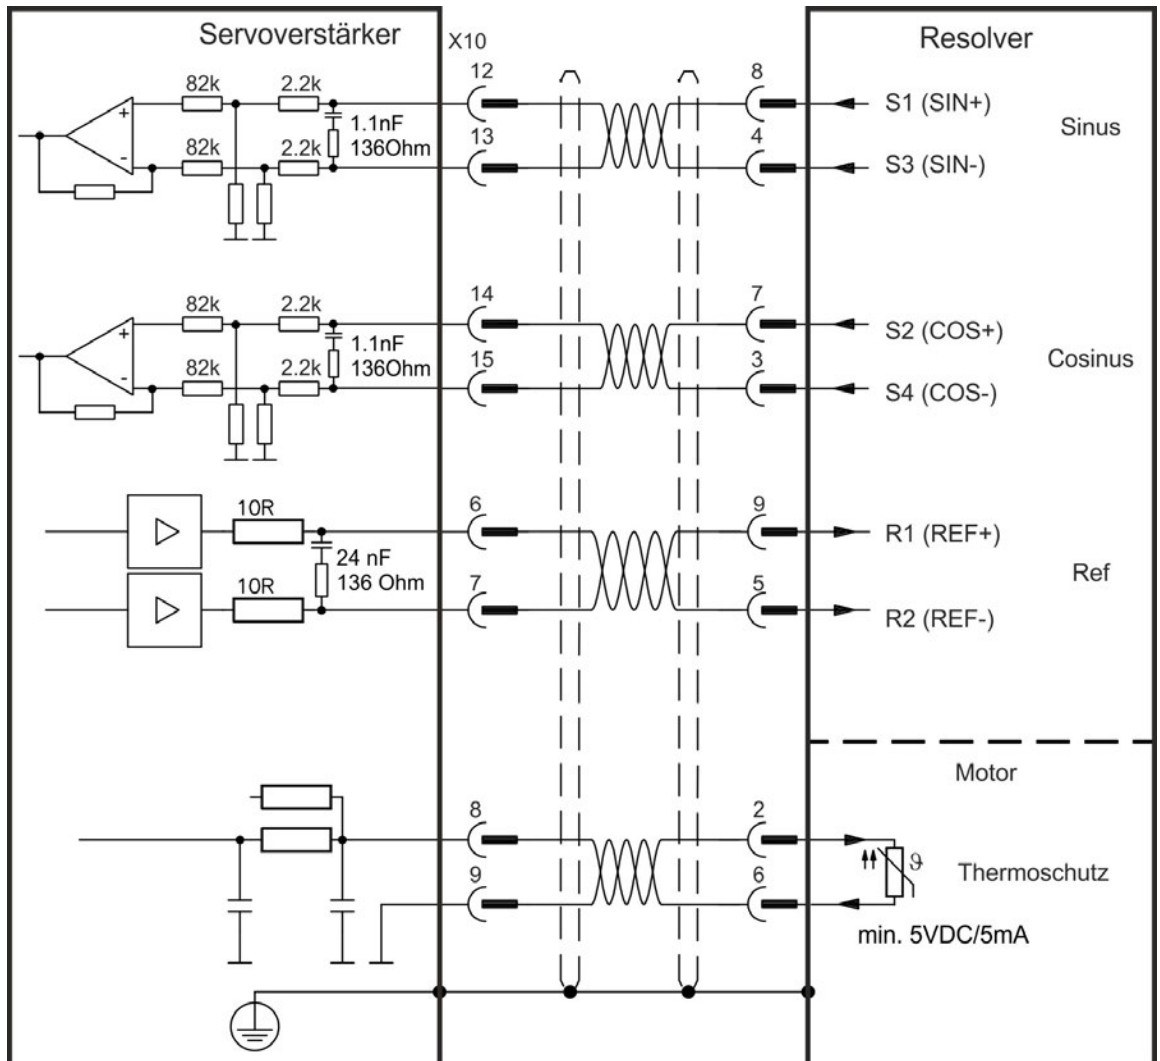 Servoverstärker
X10
Resolver
82k
2.2k
12
8
S1 (SIN+)
+
1.1nF
136Ohm
Sinus
-
82k
2.2k
13
4
S3 (SIN-)
82k
2.2k
14
7
S2 (COS+)
+
1.1nF
136Ohm
Cosinus
-
82k
2.2k
15
3
S4 (COS-)
10R
6
9
R1 (REF+)
24 nF
136 Ohm
Ref
10R
7
5
R2 (REF-)
Motor
8
2
ϑ
Thermoschutz
9
6
min. 5VDC/5mA